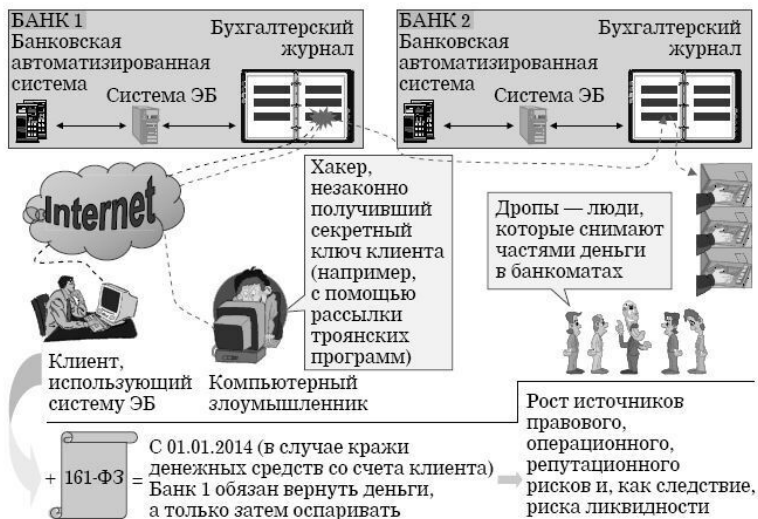 БАНК 1
Банковская
автоматизированная
система
Бухгалтерский
журнал
Система ЭБ
БАНК 2
Банковская
автоматизированная
система
Бухгалтерский
журнал
Система ЭБ
Internet
Хакер,
незаконно
получивший
секретный
ключ клиента
(например,
с помощью
рассылки
троянских
программ)
Дропы — люди,
которые снимают
частями деньги
в банкоматах
Клиент,
использующий
систему ЭБ
Компьютерный
злоумышленник
+ 161-ФЗ =
С 01.01.2014 (в случае кражи
денежных средств со счета клиента)
Банк 1 обязан вернуть деньги,
а только затем оспаривать
Рост источников
правового,
операционного,
репутационного
рисков и, как следствие,
риска ликвидности